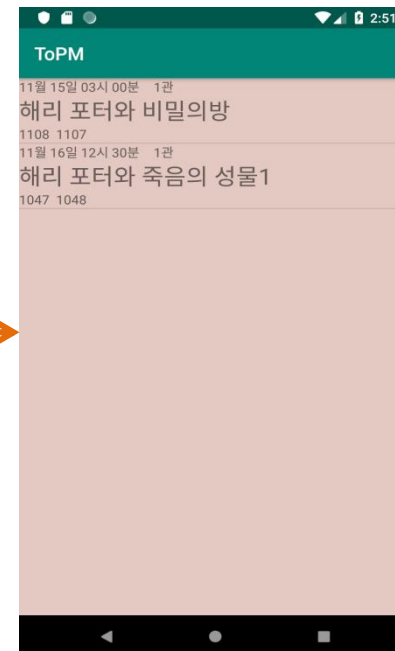 2:51
ToPM
11월 15일 03시 00분 1관
해리 포터와 비밀의방
1108 1107
11월 16일 12시 30분 1관
해리 포터와 죽음의 성물1
1047 1048